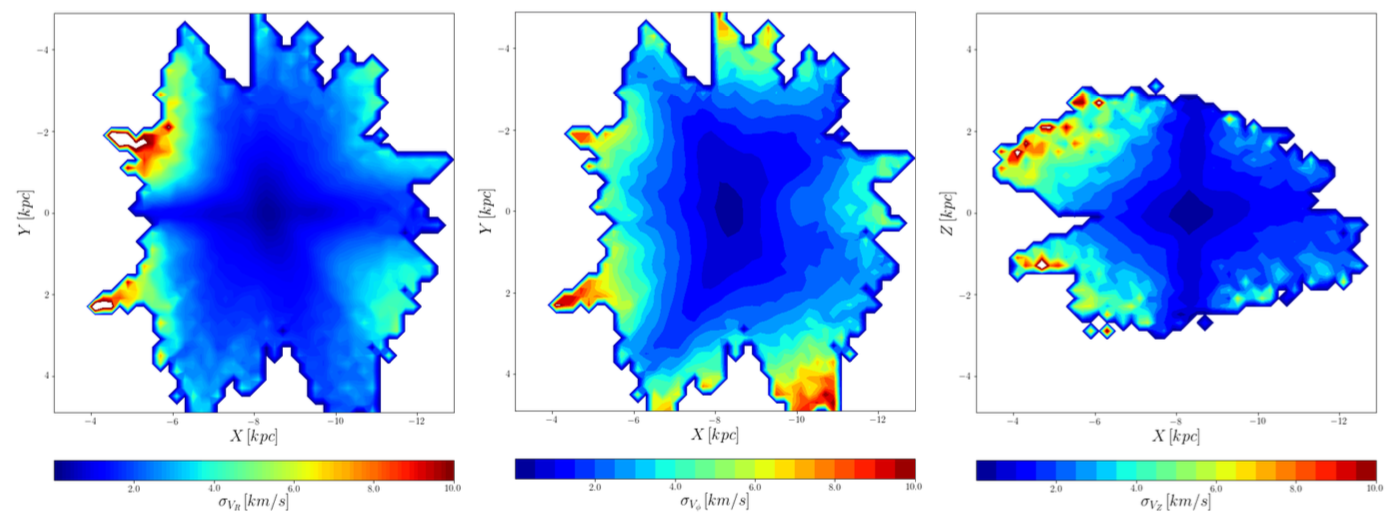 −4
−2
0
2
4
Y [kpc]
−4 −6 −8 −10 −12
X [kpc]
2.0 4.0 6.0 8.0 10.0
σ_{V_R} [km/s]
−4
−2
0
2
4
Y [kpc]
−4 −6 −8 −10 −12
X [kpc]
2.0 4.0 6.0 8.0 10.0
σ_{V_ϕ} [km/s]
4
2
0
−2
−4
Z [kpc]
−4 −6 −8 −10 −12
X [kpc]
2.0 4.0 6.0 8.0 10.0
σ_{V_Z} [km/s]